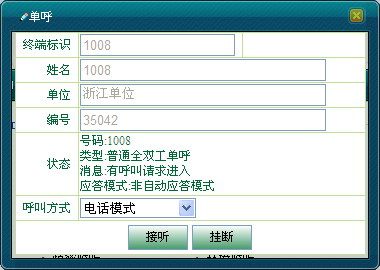 单呼
终端标识 1008
姓名 1008
单位 浙江单位
编号 35042
状态
号码:1008
类型:普通全双工单呼
消息:有呼叫请求进入
应答模式:非自动应答模式
呼叫方式 电话模式
接听 挂断